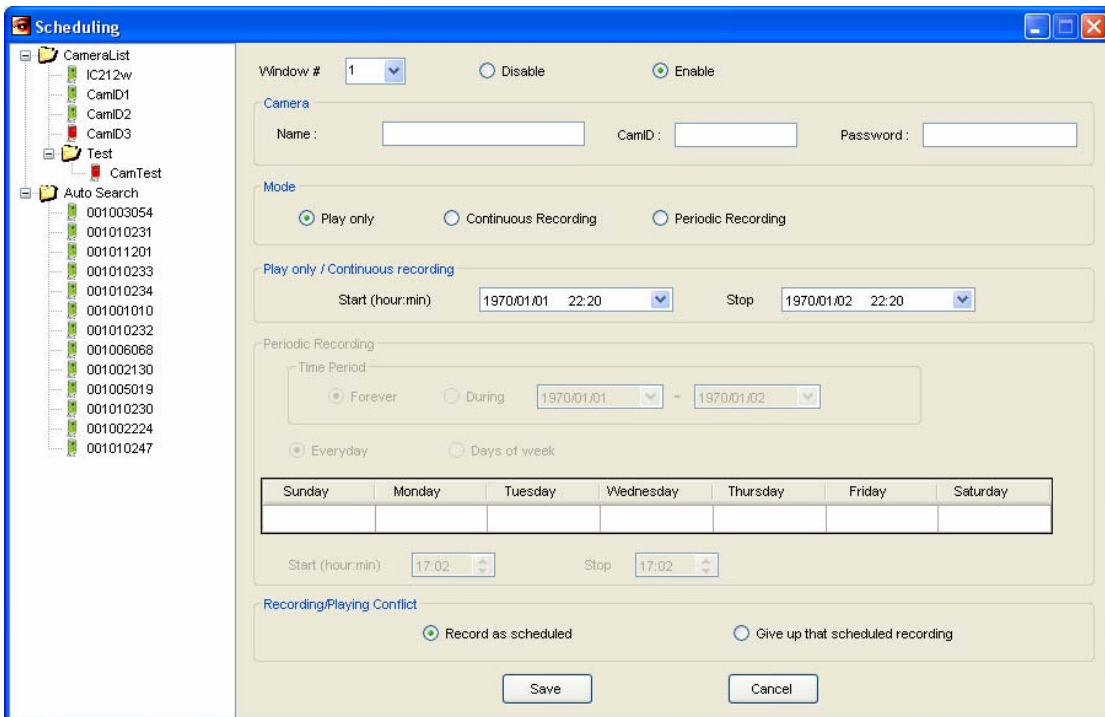 Scheduling
CameraList
IC212w
CamID1
CamID2
CamID3
Test
CamTest
Auto Search
001003054
001010231
001011201
001010233
001010234
001001010
001010232
001006068
001002130
001005019
001010230
001002224
001010247
Window # 1 Disable Enable
Camera
Name : CamID : Password :
Mode
Play only Continuous Recording Periodic Recording
Play only / Continuous recording
Start (hour:min) 1970/01/01 22:20 Stop 1970/01/02 22:20
Periodic Recording
Time Period
Forever During 1970/01/01 ~ 1970/01/02
Everyday Days of week
Sunday Monday Tuesday Wednesday Thursday Friday Saturday
Start (hour:min) 17:02 Stop 17:02
Recording/Playing Conflict
Record as scheduled Give up that scheduled recording
Save Cancel